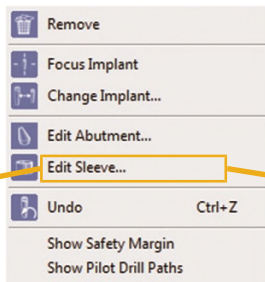 Remove
Focus Implant
Change Implant...
Edit Abutment...
Edit Sleeve...
Undo Ctrl+Z
Show Safety Margin
Show Pilot Drill Paths